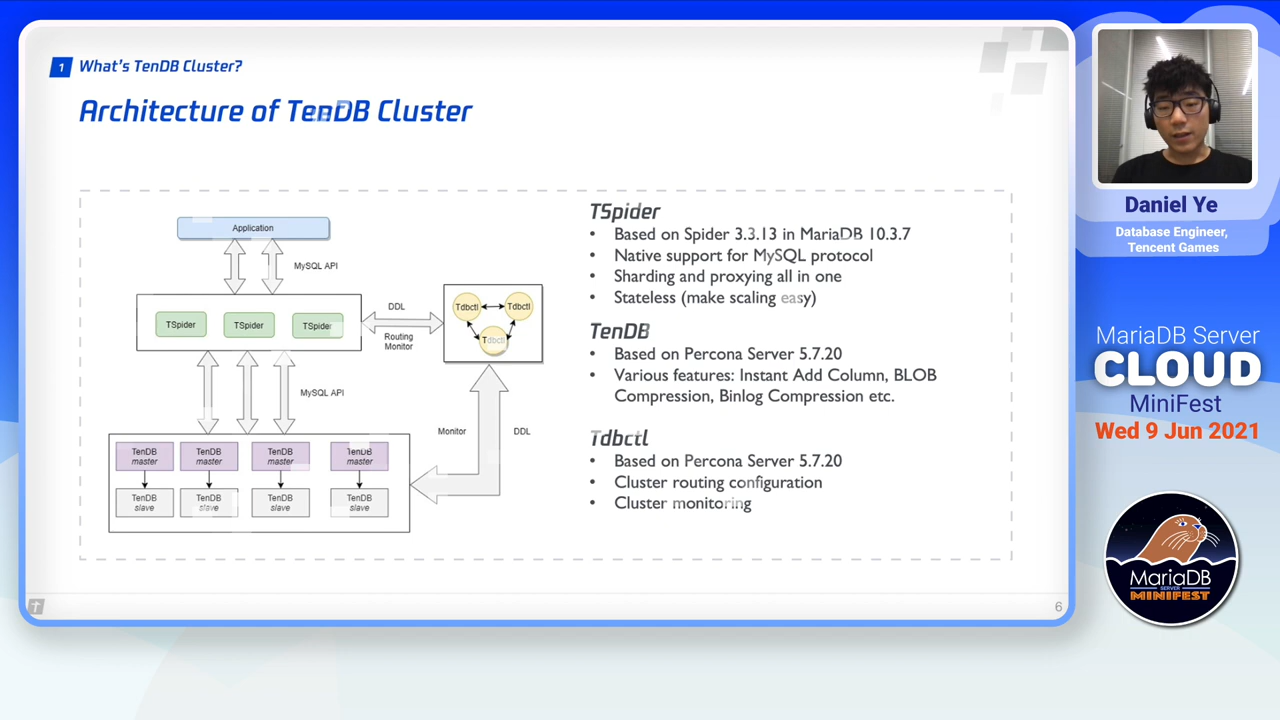 1 What's TenDB Cluster?
Architecture of TenDB Cluster
Application
MySQL API
TSpider
TSpider
TSpider
DDL
Routing
Monitor
Tdbctl
Tdbctl
Tdbctl
MySQL API
Monitor
DDL
TenDB
master
TenDB
master
TenDB
master
TenDB
master
TenDB
slave
TenDB
slave
TenDB
slave
TenDB
slave
TSpider
• Based on Spider 3.3.13 in MariaDB 10.3.7
• Native support for MySQL protocol
• Sharding and proxying all in one
• Stateless (make scaling easy)
TenDB
• Based on Percona Server 5.7.20
• Various features: Instant Add Column, BLOB
Compression, Binlog Compression etc.
Tdbctl
• Based on Percona Server 5.7.20
• Cluster routing configuration
• Cluster monitoring
6
Daniel Ye
Database Engineer,
Tencent Games
MariaDB Server
CLOUD
MiniFest
Wed 9 Jun 2021
MariaDB
SERVER
MINIFEST